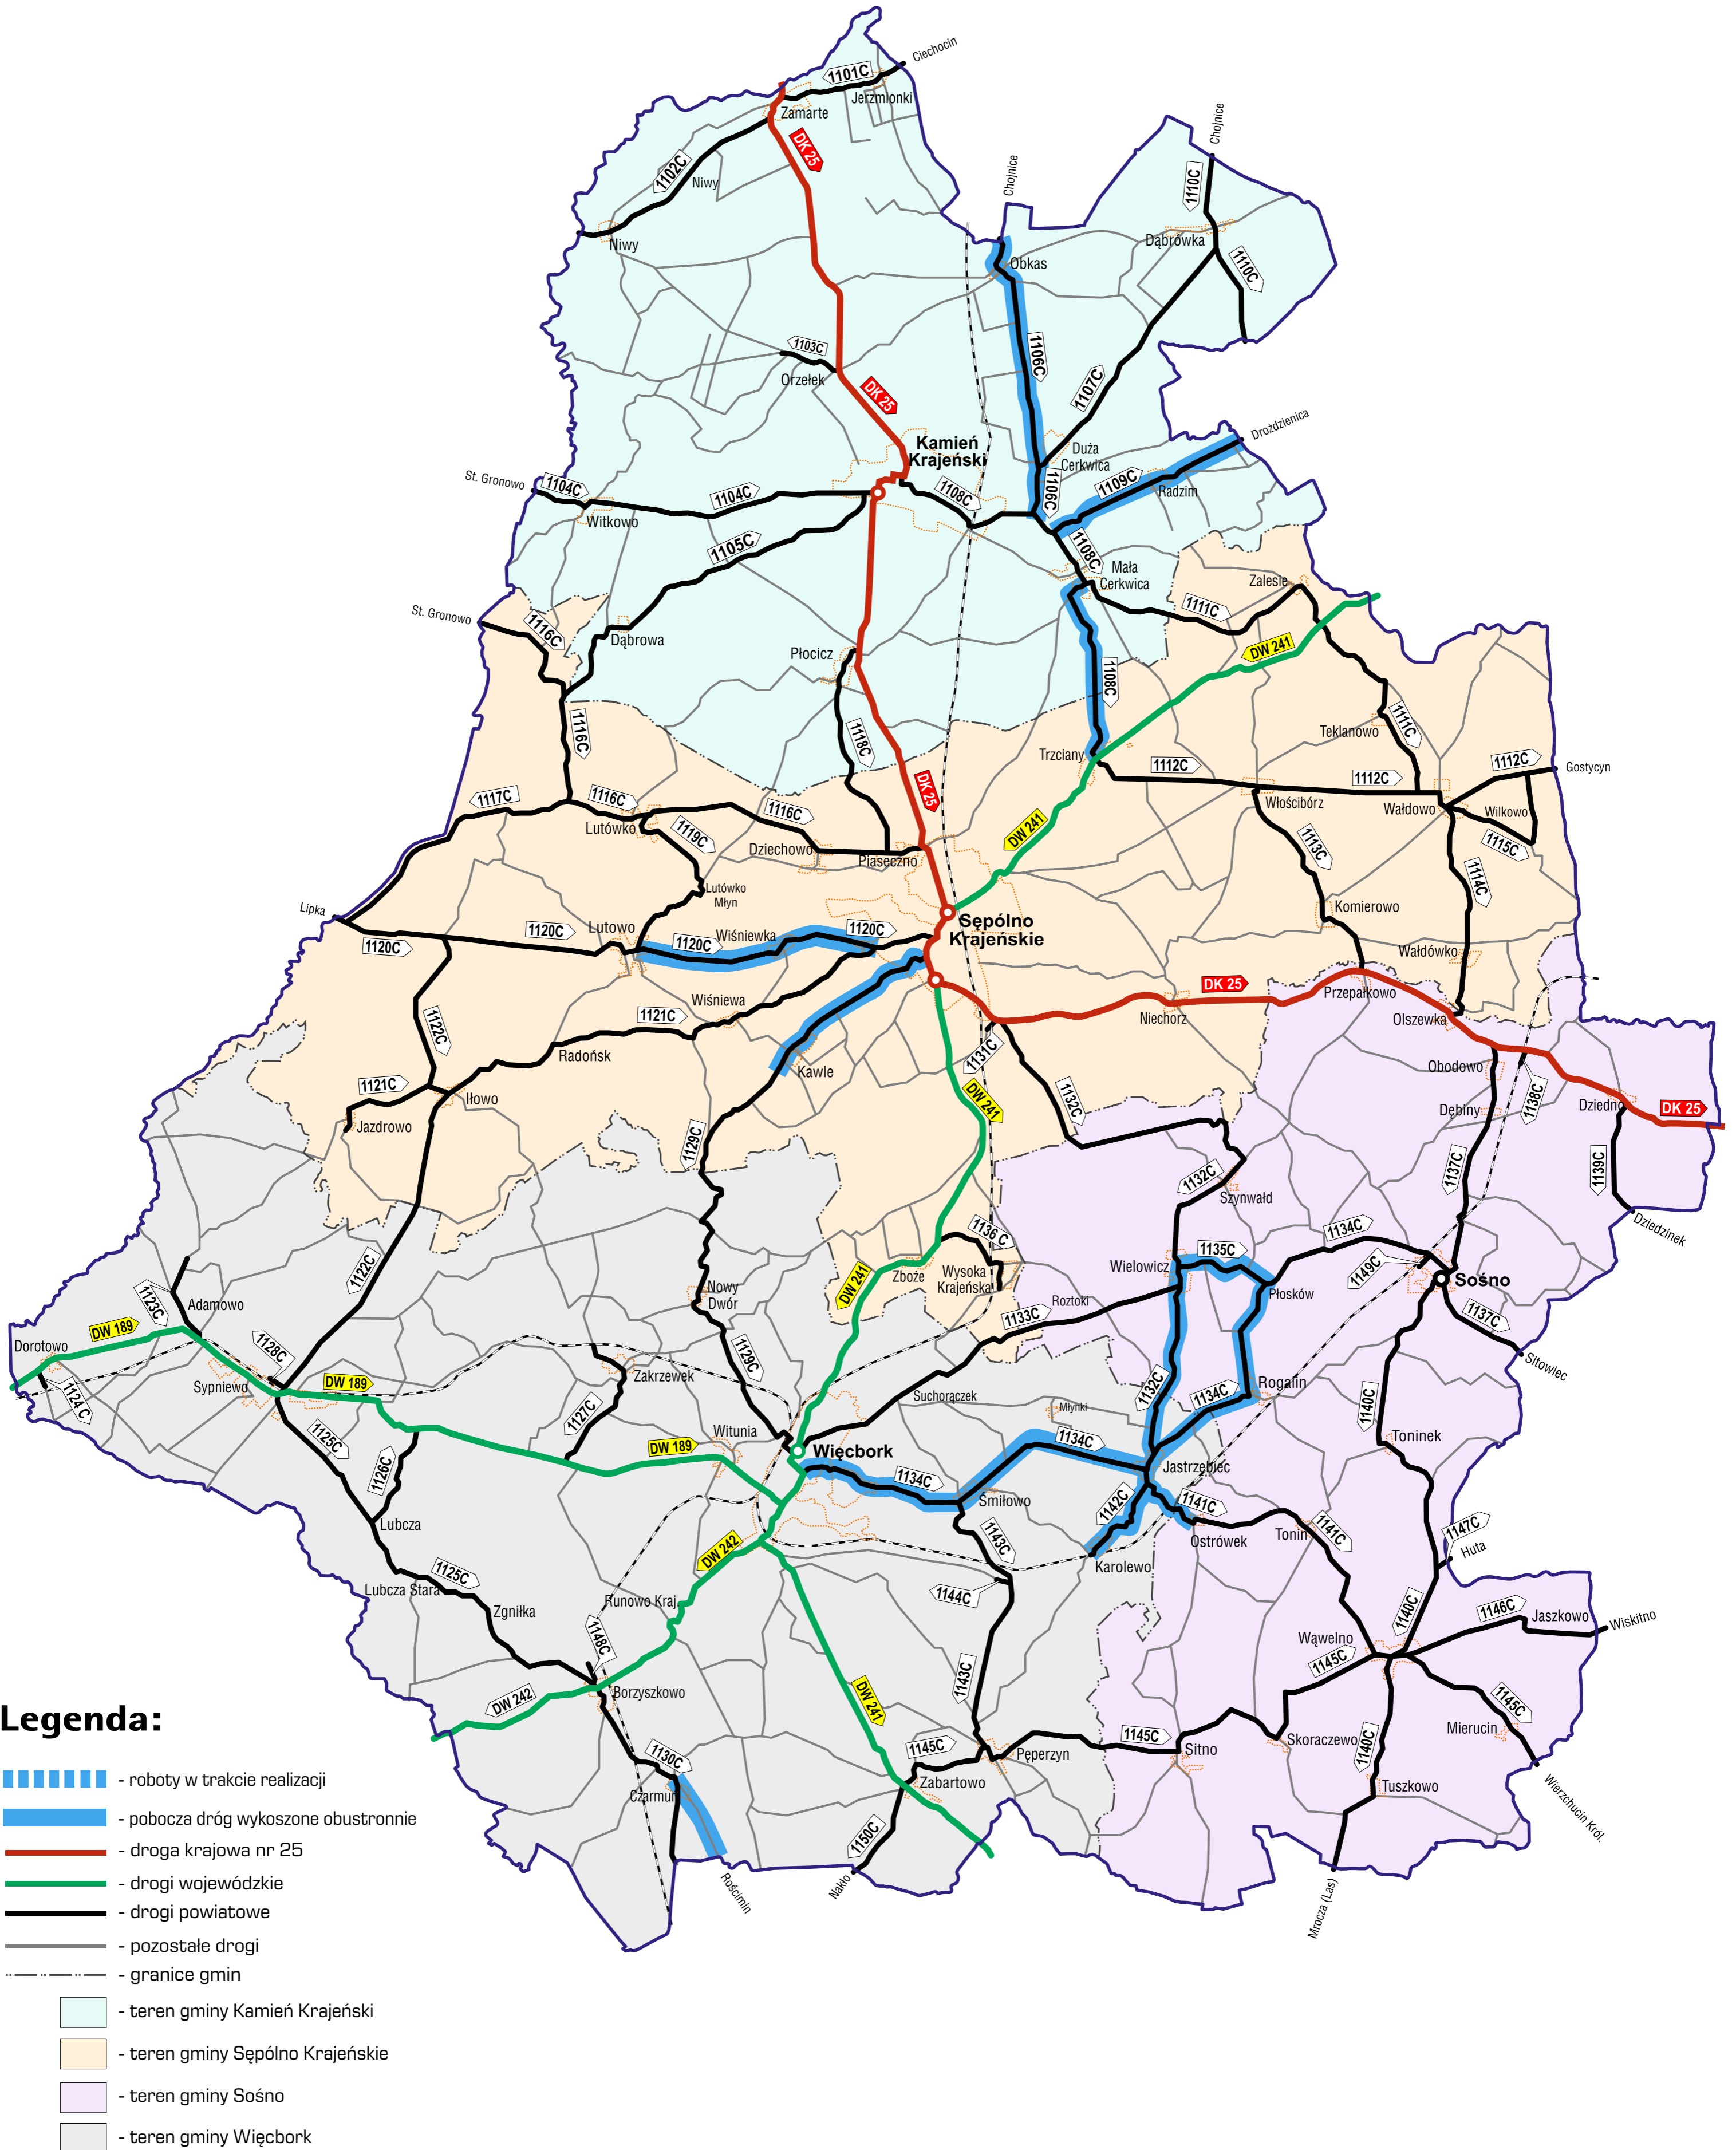 Ciechocin
1101C
Jerzmionki
Zamarte
DK 25
1102C
Niwy
Niwy
Chojnice
Chojnice
1110C
Dąbrówka
1110C
Obkas
1106C
1103C
Orzełek
DK 25
1107C
Kamień
Krajeński
Duża
Cerkwica
Drożdzienica
St. Gronowo
1104C
1104C
Witkowo
1108C
1106C
1109C
Radzim
1105C
1108C
Mała
Cerkwica
Zalesie
St. Gronowo
1116C
Dąbrowa
1111C
DW 241
Płocicz
1108C
1116C
1118C
Teklanowo
1111C
Trzciany
1112C
1112C
1112C
Gostycyn
DK 25
1117C
1116C
1116C
Lutówko
1119C
Dziechowo
Piaseczno
DW 241
Włościbórz
Wałdowo
Wilkowo
1113C
1115C
1114C
Lutówko
Młyn
Lipka
Komierowo
1120C
1120C
Lutowo
1120C
Wiśniewka
1120C
Sępólno
Krajeńskie
Wałdówko
DK 25
Przepałkowo
Wiśniewa
1121C
Niechorz
Olszewka
1122C
Radońsk
1131C
Kawle
Obodowo
1138C
1121C
Iłowo
DW 241
1132C
Dębiny
Dziedno
DK 25
Jazdrowo
1129C
1132C
Szynwałd
1137C
1139C
Dziedzinek
1136 C
1134C
1122C
1135C
Wielowicz
1149C
Zboże
Wysoka
Krajeńska
Sośno
DW 241
Nowy
Dwór
Płosków
1123C
Adamowo
Roztoki
1133C
1137C
DW 189
Dorotowo
1128C
1129C
Sitowiec
Sypniewo
DW 189
Zakrzewek
1124 C
Suchorączek
1132C
1134C
Rogalin
1140C
Młynki
1127C
Witunia
1134C
Toninek
1125C
DW 189
Więcbork
1126C
1134C
Jastrzębiec
Śmiłowo
1142C
1141C
Lubcza
Ostrówek
Tonin
1141C
1147C
Huta
DW 242
1143C
Karolewo
1125C
Lubcza Stara
Runowo Kraj.
1144C
Zgniłka
1140C
1146C
Jaszkowo
Wiskitno
1148C
Wąwelno
1145C
1143C
DW 242
Borzyszkowo
DW 241
1145C
Mierucin
1130C
1145C
Pęperzyn
1145C
Sitno
Skoraczewo
1140C
Czarmuń
Zabartowo
Tuszkowo
Wierzchucin Król.
1150C
Rościmin
Nakło
Mrocza (Las)
Legenda:
- roboty w trakcie realizacji
- pobocza dróg wykoszone obustronnie
- droga krajowa nr 25
- drogi wojewódzkie
- drogi powiatowe
- pozostałe drogi
- granice gmin
- teren gminy Kamień Krajeński
- teren gminy Sępólno Krajeńskie
- teren gminy Sośno
- teren gminy Więcbork